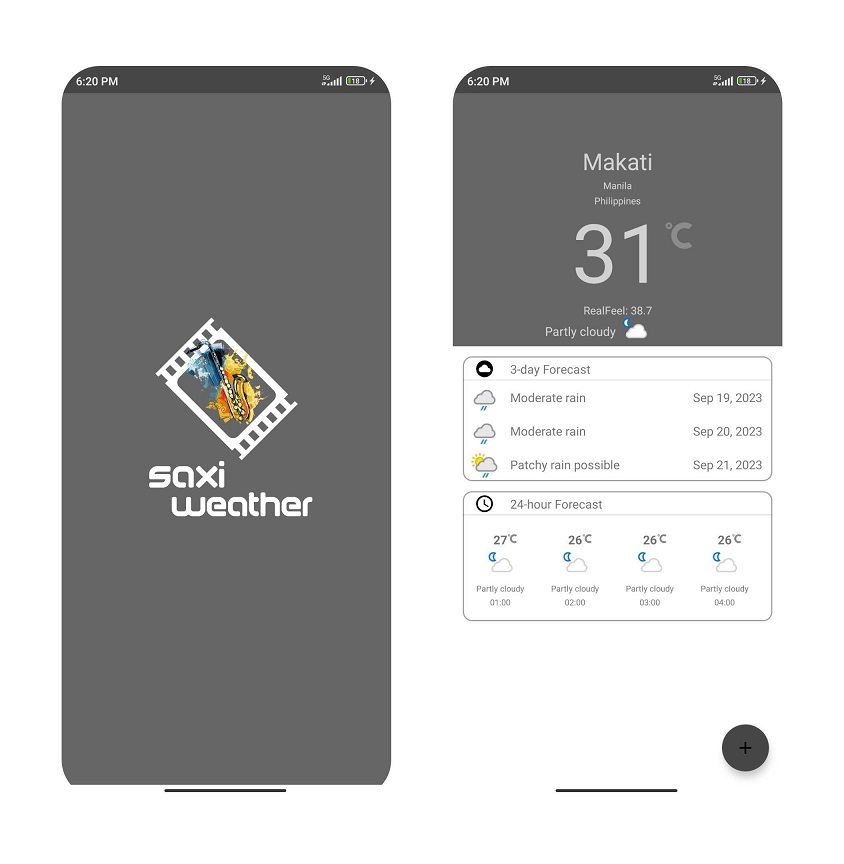 6:20 PM
5G
18
saxi
weather
6:20 PM
5G
18
Makati
Manila
Philippines
31°C
RealFeel: 38.7
Partly cloudy
3-day Forecast
Moderate rain Sep 19, 2023
Moderate rain Sep 20, 2023
Patchy rain possible Sep 21, 2023
24-hour Forecast
27°C 26°C 26°C 26°C
Partly cloudy Partly cloudy Partly cloudy Partly cloudy
01:00 02:00 03:00 04:00
+